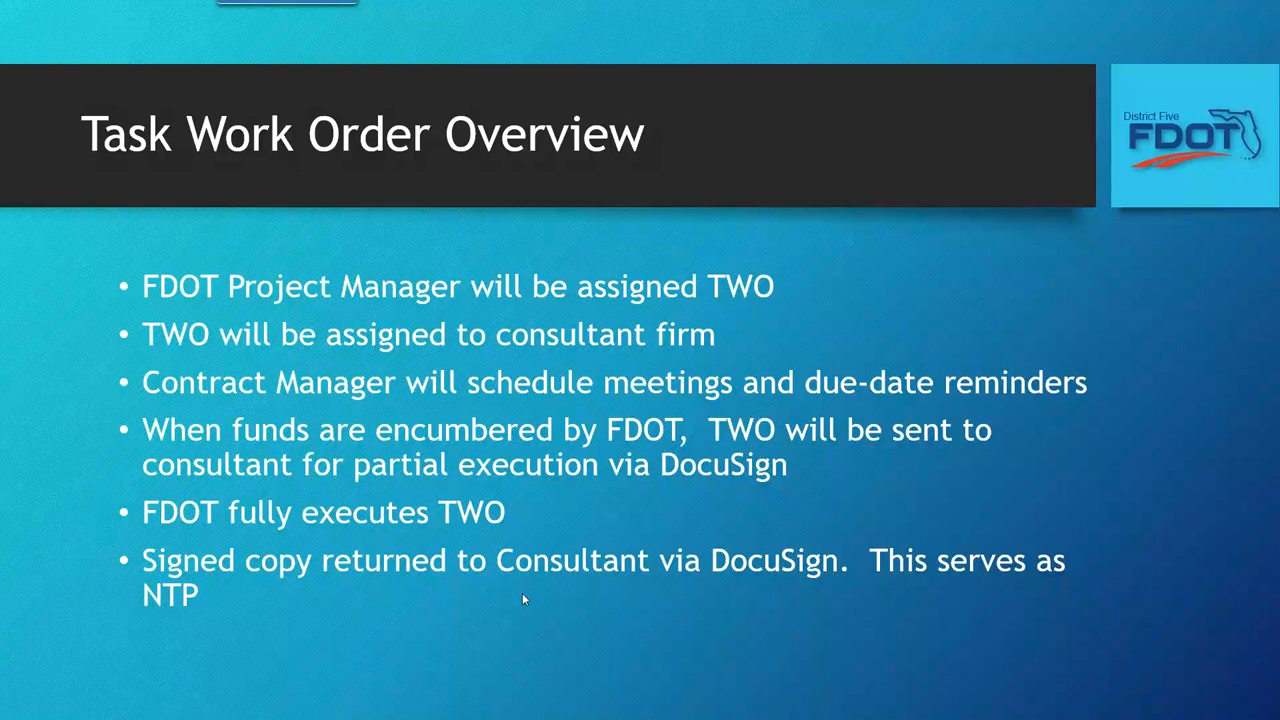 Task Work Order Overview
District Five
FDOT
• FDOT Project Manager will be assigned TWO
• TWO will be assigned to consultant firm
• Contract Manager will schedule meetings and due-date reminders
• When funds are encumbered by FDOT,  TWO will be sent to
consultant for partial execution via DocuSign
• FDOT fully executes TWO
• Signed copy returned to Consultant via DocuSign.  This serves as
NTP